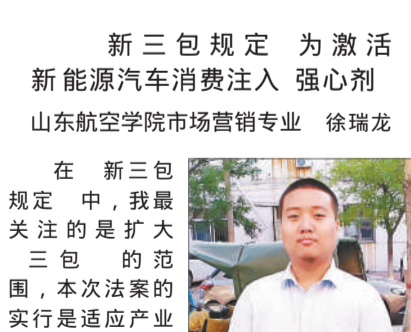 新三包规定 为激活
新能源汽车消费注入 强心剂
山东航空学院市场营销专业 徐瑞龙
在 新三包
规定 中，我最
关注的是扩大
三包 的范
围，本次法案的
实行是适应产业